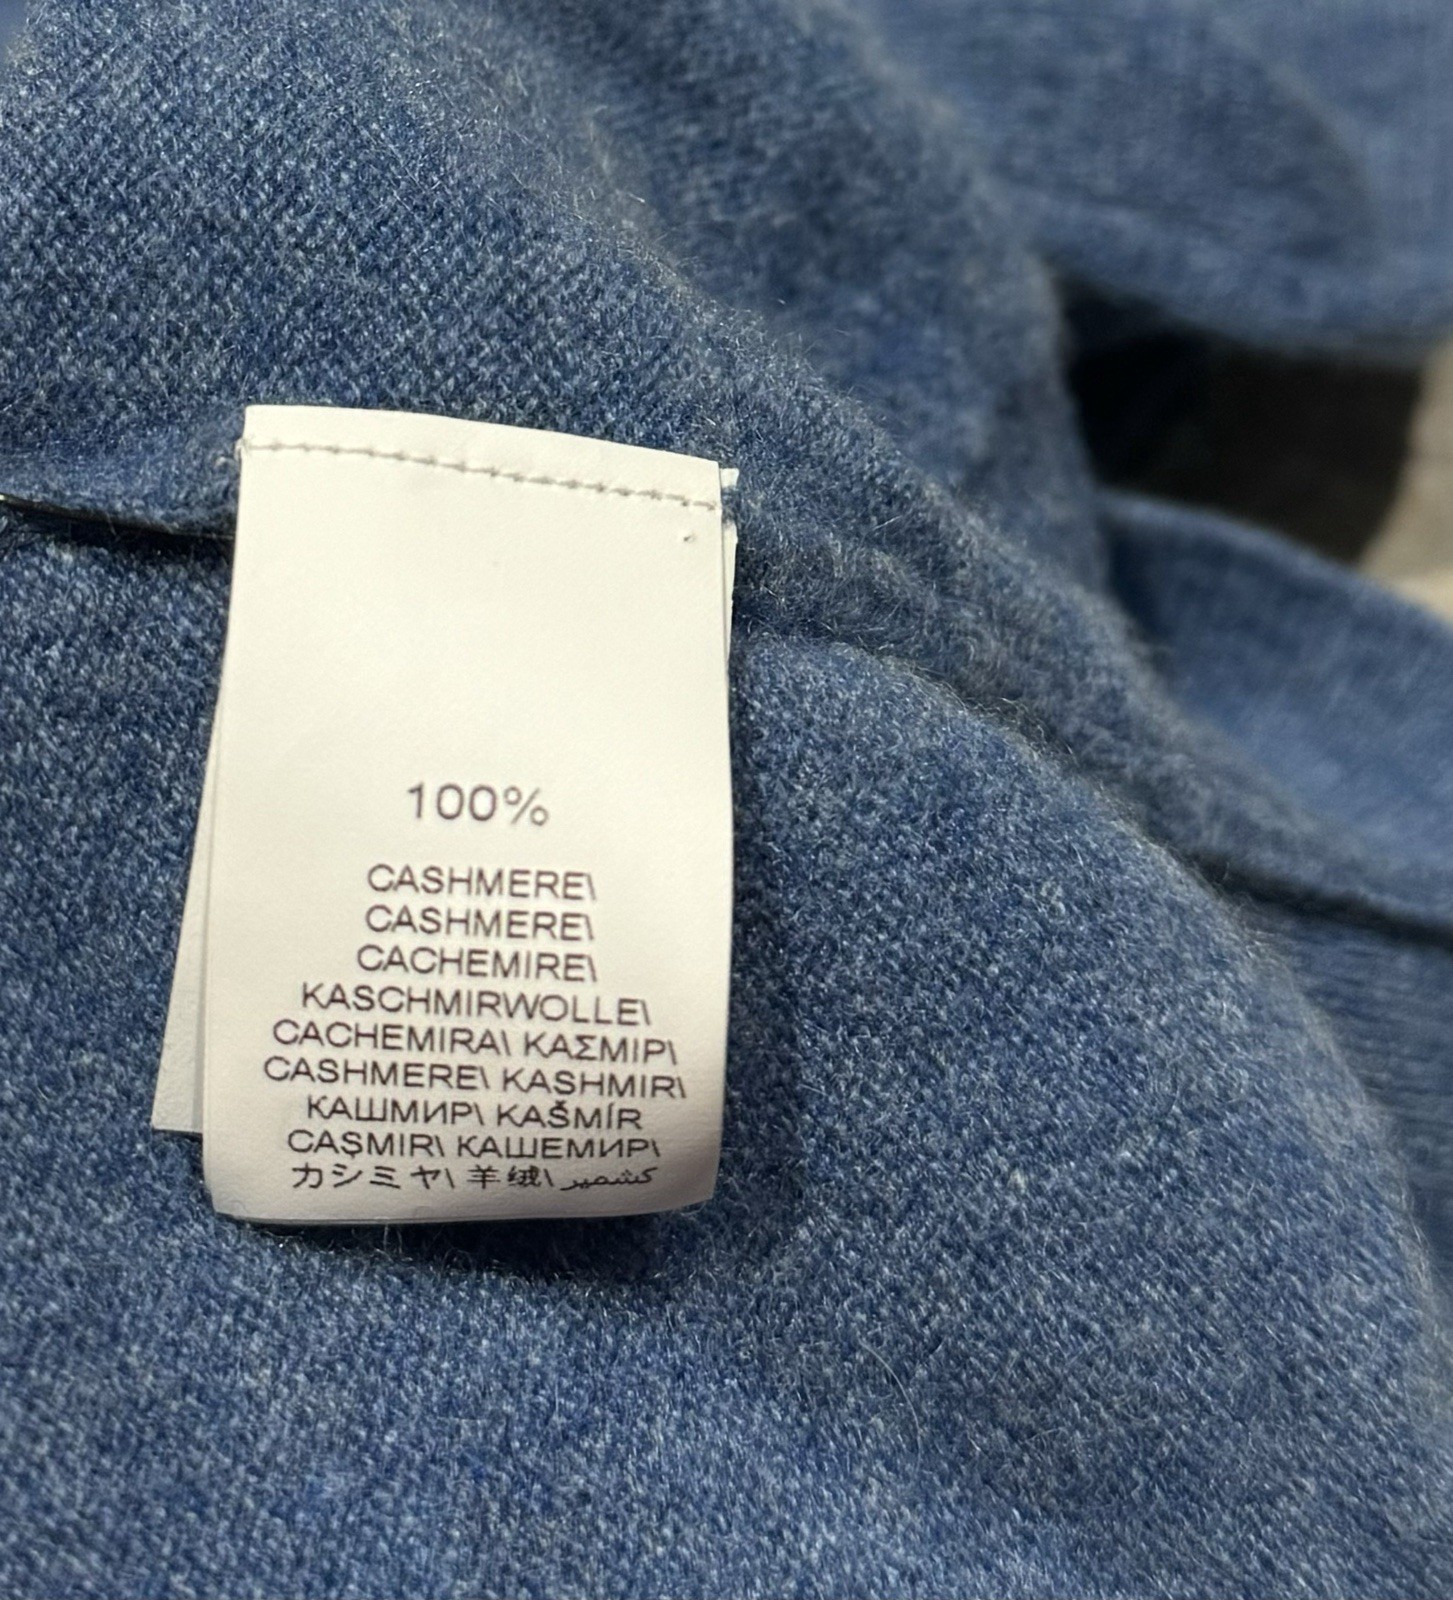 100%
CASHMERE\
CASHMERE\
CACHEMIRE\
KASCHMIRWOLLE\
CACHEMIRA\ ΚΑΣΜΙΡ\
CASHMERE\ KASHMIR\
КАШМИР\ KAŠMÍR
CAŞMIR\ КАШЕМИР\
カシミヤ\ 羊绒\ كشمير